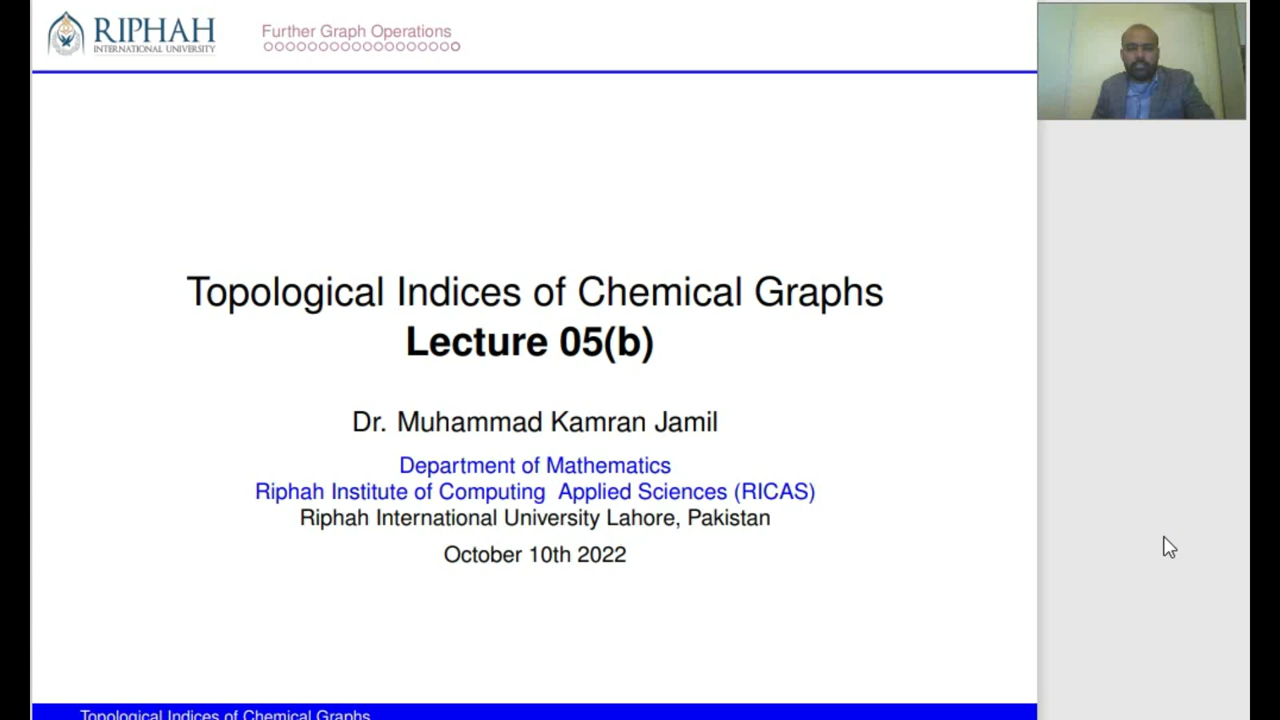 RIPHAH
INTERNATIONAL UNIVERSITY
Further Graph Operations
Topological Indices of Chemical Graphs
Lecture 05(b)
Dr. Muhammad Kamran Jamil
Department of Mathematics
Riphah Institute of Computing Applied Sciences (RICAS)
Riphah International University Lahore, Pakistan
October 10th 2022
Topological Indices of Chemical Graphs